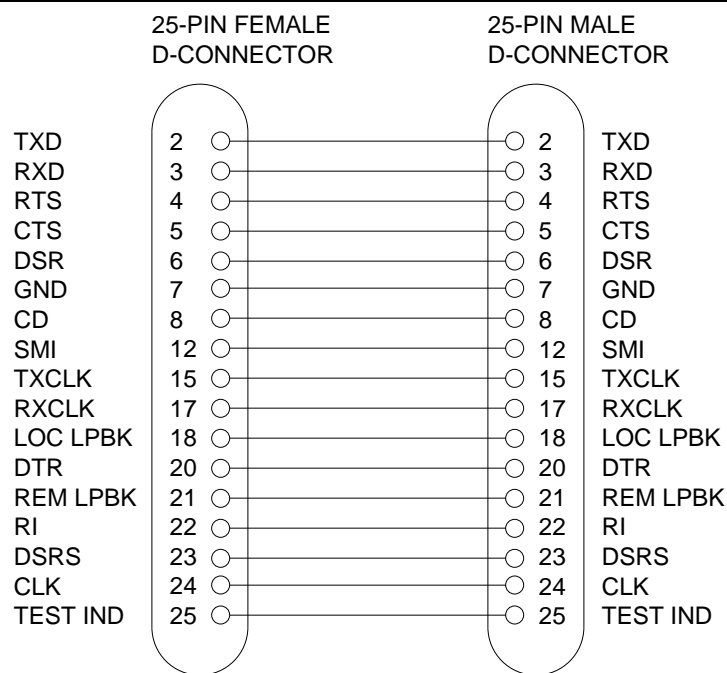 25-PIN FEMALE 25-PIN MALE
D-CONNECTOR D-CONNECTOR
TXD 2 2 TXD
RXD 3 3 RXD
RTS 4 4 RTS
CTS 5 5 CTS
DSR 6 6 DSR
GND 7 7 GND
CD 8 8 CD
SMI 12 12 SMI
TXCLK 15 15 TXCLK
RXCLK 17 17 RXCLK
LOC LPBK 18 18 LOC LPBK
DTR 20 20 DTR
REM LPBK 21 21 REM LPBK
RI 22 22 RI
DSRS 23 23 DSRS
CLK 24 24 CLK
TEST IND 25 25 TEST IND